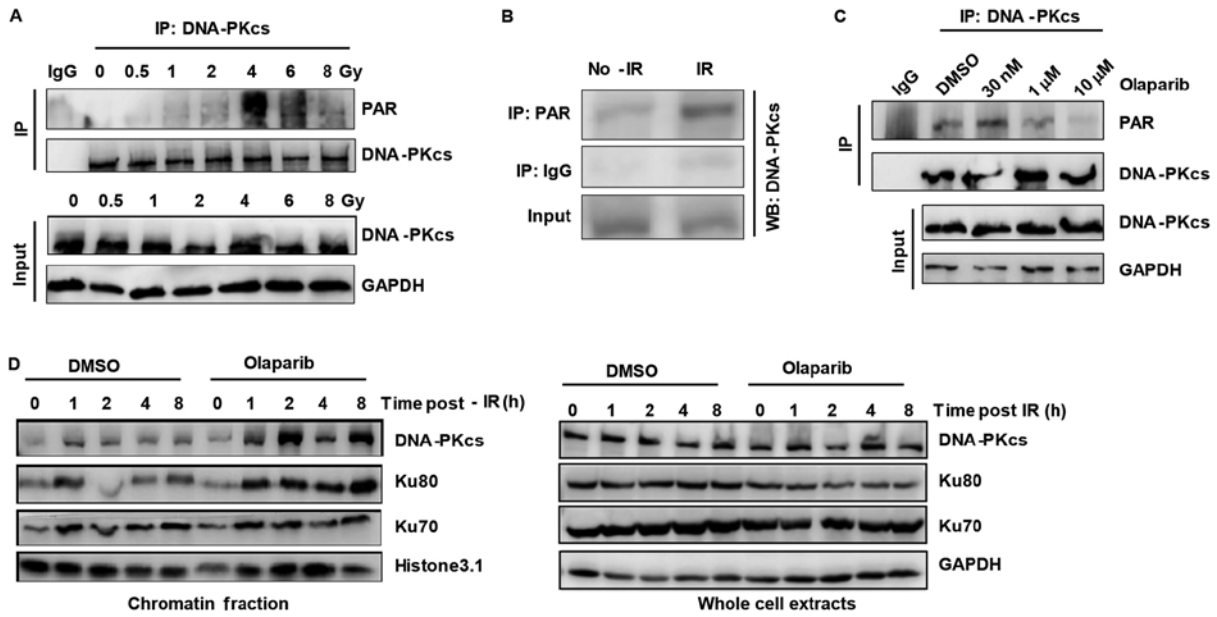 A
IP: DNA-PKcs
IgG 0 0.5 1 2 4 6 8 Gy
IP
PAR
DNA-PKcs
0 0.5 1 2 4 6 8 Gy
Input
DNA-PKcs
GAPDH
B
No -IR IR
IP: PAR
IP: IgG
Input
WB: DNA-PKcs
C
IP: DNA-PKcs
IgG DMSO 30 nM 1 µM 10 µM Olaparib
IP
PAR
DNA-PKcs
Input
DNA-PKcs
GAPDH
D
DMSO Olaparib
0 1 2 4 8 0 1 2 4 8 Time post - IR (h)
DNA-PKcs
Ku80
Ku70
Histone3.1
Chromatin fraction
DMSO Olaparib
0 1 2 4 8 0 1 2 4 8 Time post IR (h)
DNA-PKcs
Ku80
Ku70
GAPDH
Whole cell extracts